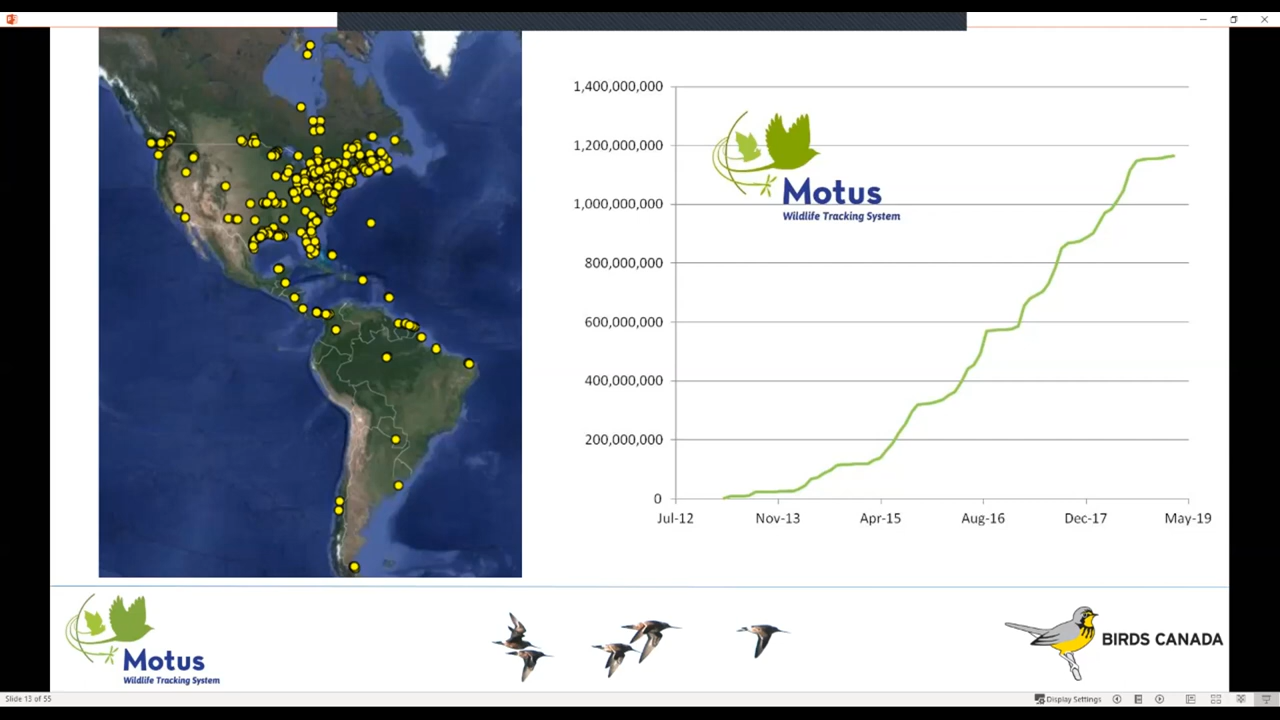 1,400,000,000
1,200,000,000
1,000,000,000
800,000,000
600,000,000
400,000,000
200,000,000
0
Jul-12 Nov-13 Apr-15 Aug-16 Dec-17 May-19
Motus
Wildlife Tracking System
Motus
Wildlife Tracking System
BIRDS CANADA
Slide 13 of 55
Display Settings